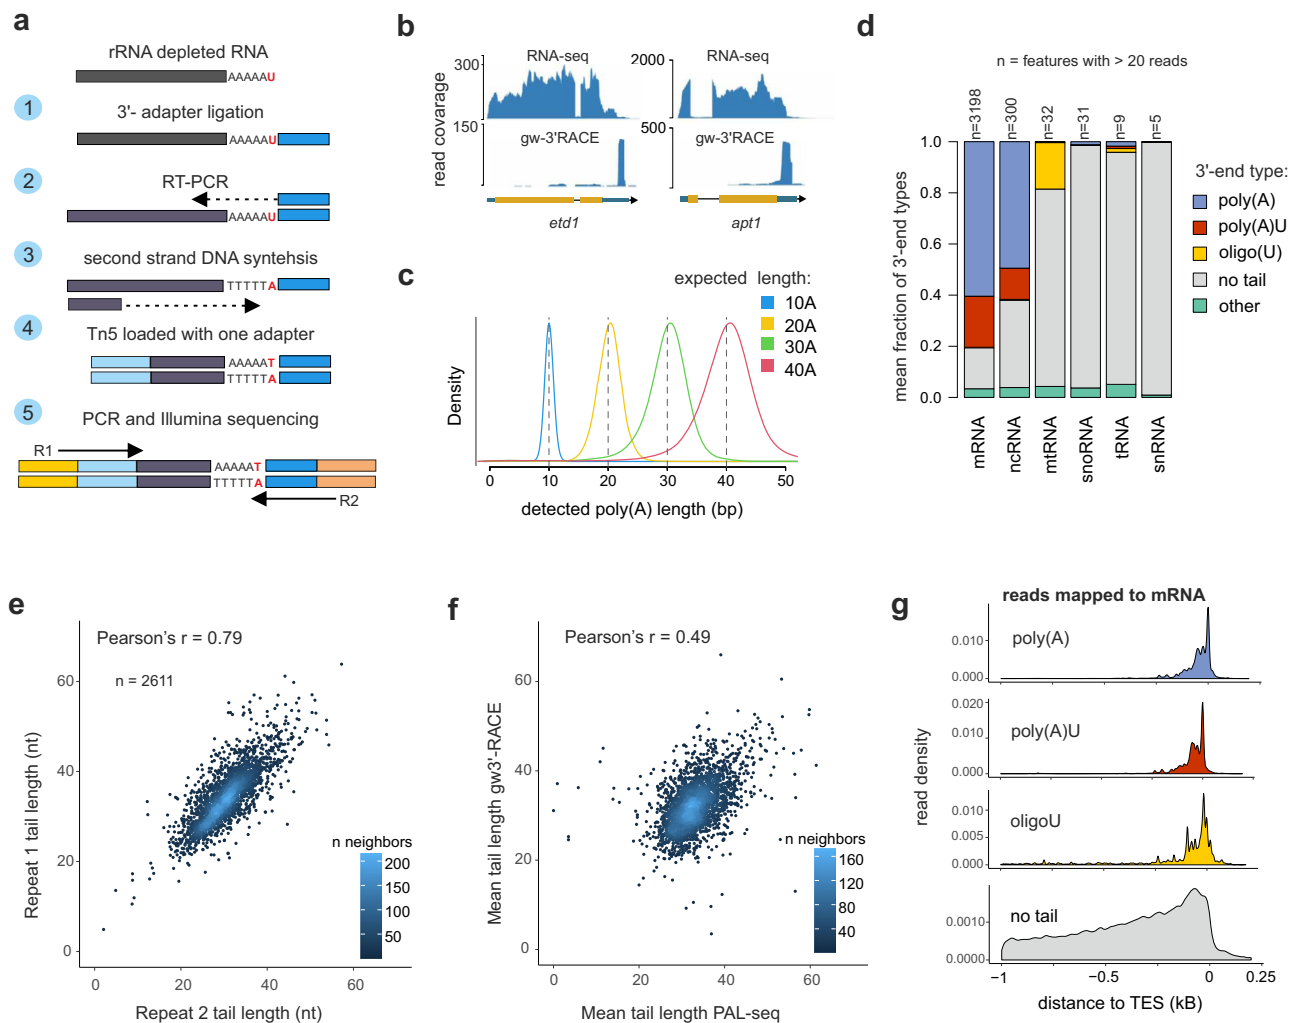 a
rRNA depleted RNA
AAAAAU
1
3'- adapter ligation
AAAAAU
2
RT-PCR
AAAAAU
3
second strand DNA syntehsis
TTTTTA
4
Tn5 loaded with one adapter
AAAAAT
TTTTTA
5
PCR and Illumina sequencing
R1
AAAAAT
TTTTTA
R2
b
read covarage
RNA-seq
300
gw-3'RACE
150
0
etd1
RNA-seq
2000
gw-3'RACE
500
0
apt1
c
expected length:
10A
20A
30A
40A
Density
0 10 20 30 40 50
detected poly(A) length (bp)
d
n = features with > 20 reads
n=3198 n=300 n=32 n=31 n=9 n=5
mean fraction of 3'-end types
1.0
0.8
0.6
0.4
0.2
0.0
mRNA ncRNA mtRNA snoRNA tRNA snRNA
3'-end type:
poly(A)
poly(A)U
oligo(U)
no tail
other
e
Pearson's r = 0.79
n = 2611
Repeat 1 tail length (nt)
60
40
20
0
0 20 40 60
Repeat 2 tail length (nt)
n neighbors
200
150
100
50
f
Pearson's r = 0.49
Mean tail length gw3'-RACE
60
40
20
0
0 20 40 60
Mean tail length PAL-seq
n neighbors
160
120
80
40
g
reads mapped to mRNA
read density
poly(A)
0.010
0.000
poly(A)U
0.020
0.010
0.000
oligoU
0.010
0.005
0.000
no tail
0.0010
0.0000
−1 −0.5 0 0.25
distance to TES (kB)